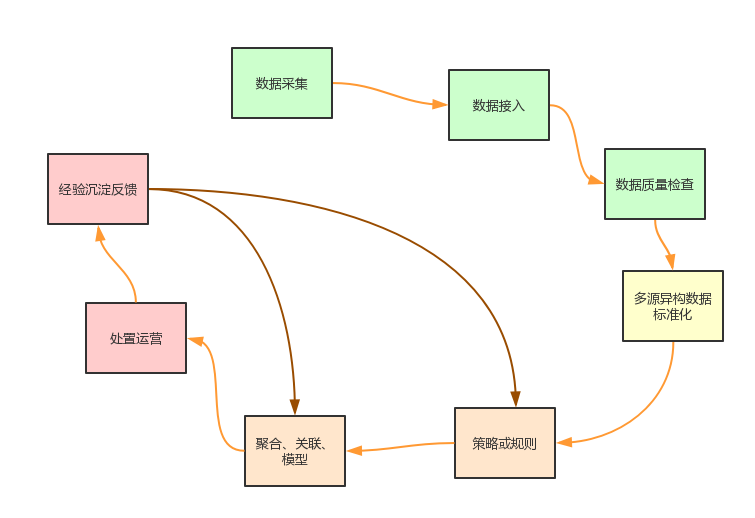 数据采集
数据接入
数据质量检查
多源异构数据
标准化
策略或规则
聚合、关联、
模型
处置运营
经验沉淀反馈